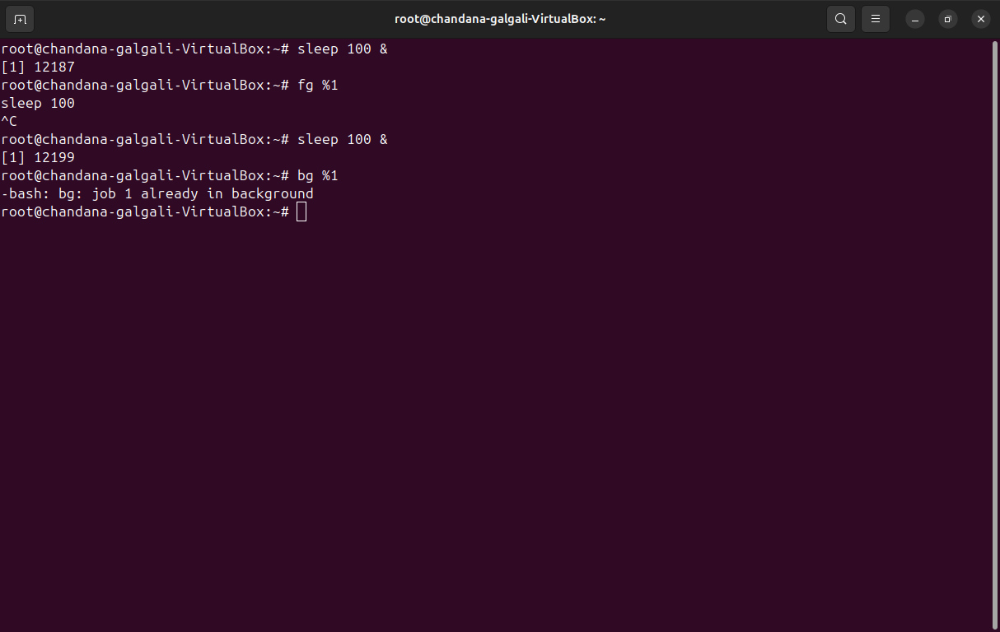 root@chandana-galgali-VirtualBox: ~
root@chandana-galgali-VirtualBox:~# sleep 100 &
[1] 12187
root@chandana-galgali-VirtualBox:~# fg %1
sleep 100
^C
root@chandana-galgali-VirtualBox:~# sleep 100 &
[1] 12199
root@chandana-galgali-VirtualBox:~# bg %1
-bash: bg: job 1 already in background
root@chandana-galgali-VirtualBox:~#